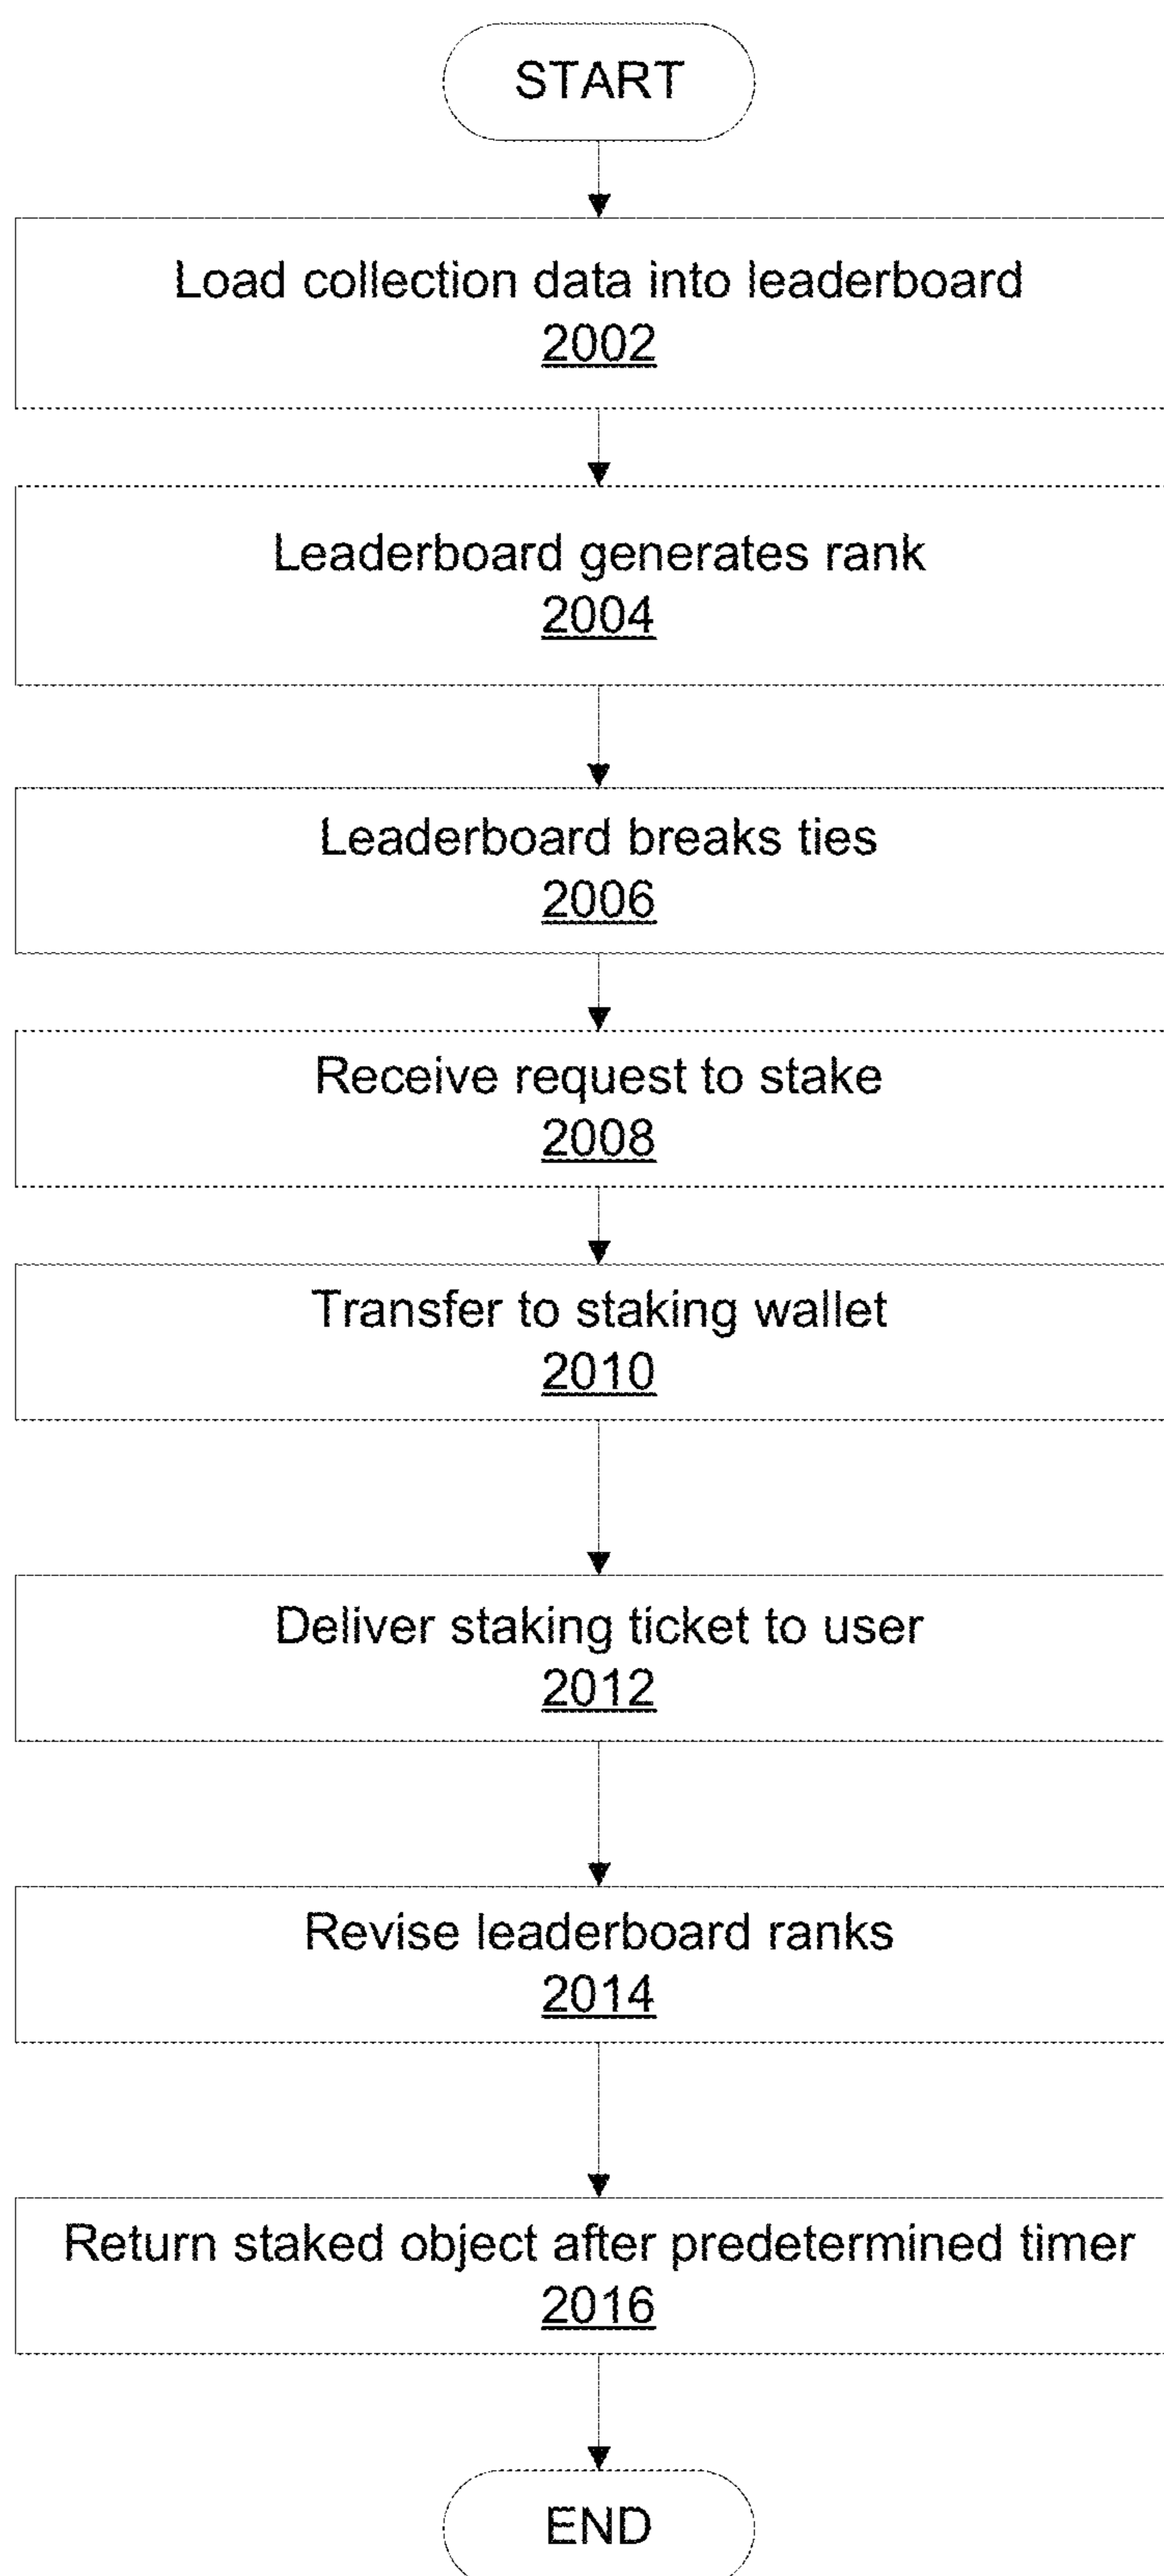 START
Load collection data into leaderboard
2002
Leaderboard generates rank
2004
Leaderboard breaks ties
2006
Receive request to stake
2008
Transfer to staking wallet
2010
Deliver staking ticket to user
2012
Revise leaderboard ranks
2014
Return staked object after predetermined timer
2016
END